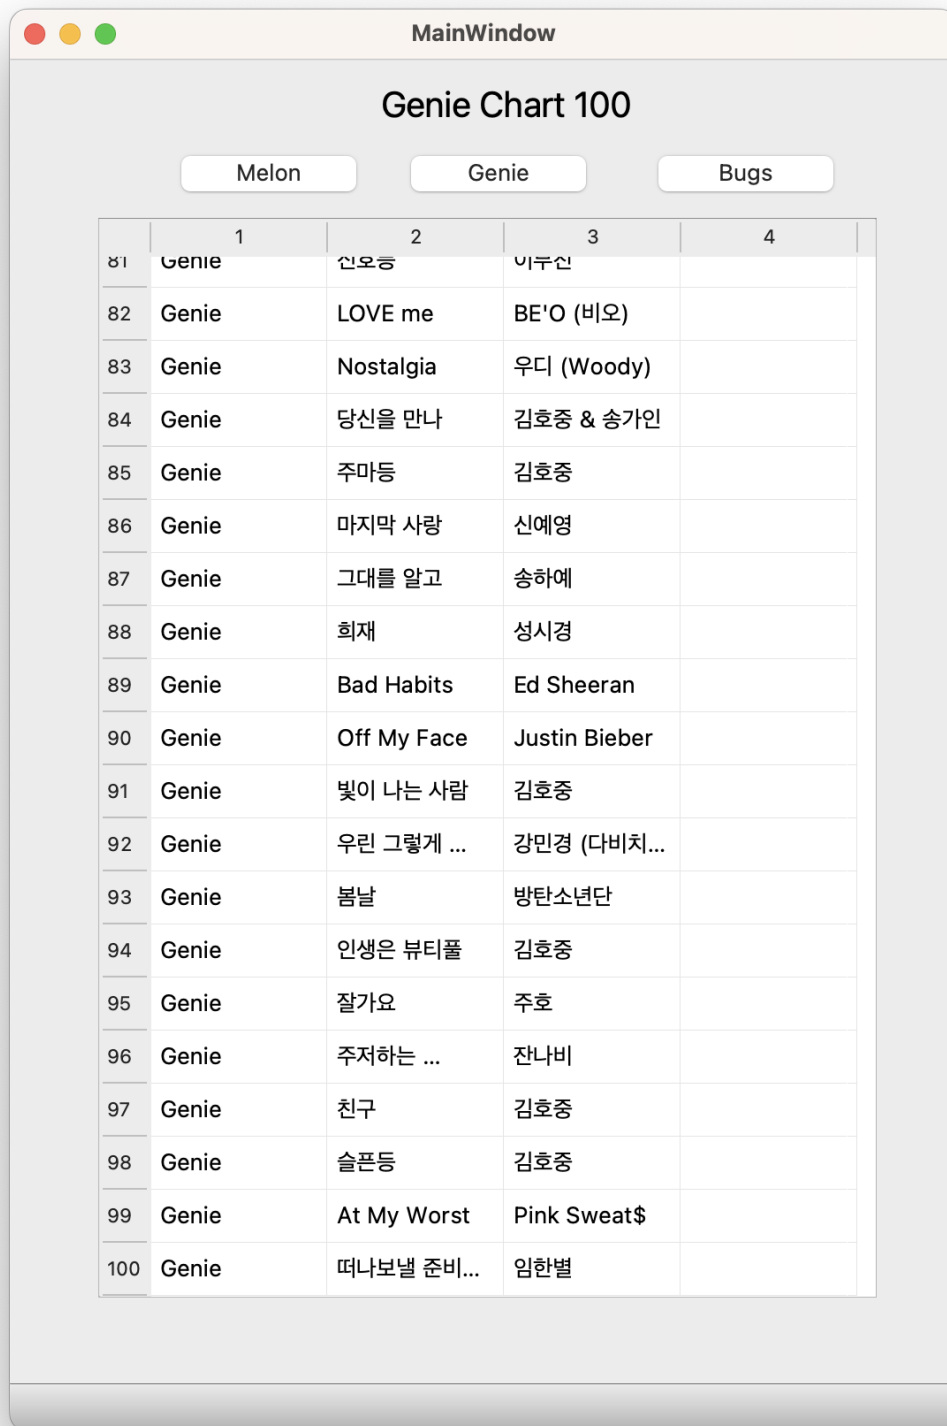 MainWindow
Genie Chart 100
Melon Genie Bugs
1 2 3 4
81 Genie 신호등 이무진
82 Genie LOVE me BE'O (비오)
83 Genie Nostalgia 우디 (Woody)
84 Genie 당신을 만나 김호중 & 송가인
85 Genie 주마등 김호중
86 Genie 마지막 사랑 신예영
87 Genie 그대를 알고 송하예
88 Genie 희재 성시경
89 Genie Bad Habits Ed Sheeran
90 Genie Off My Face Justin Bieber
91 Genie 빛이 나는 사람 김호중
92 Genie 우린 그렇게 ... 강민경 (다비치...
93 Genie 봄날 방탄소년단
94 Genie 인생은 뷰티풀 김호중
95 Genie 잘가요 주호
96 Genie 주저하는 ... 잔나비
97 Genie 친구 김호중
98 Genie 슬픈등 김호중
99 Genie At My Worst Pink Sweat$
100 Genie 떠나보낼 준비... 임한별